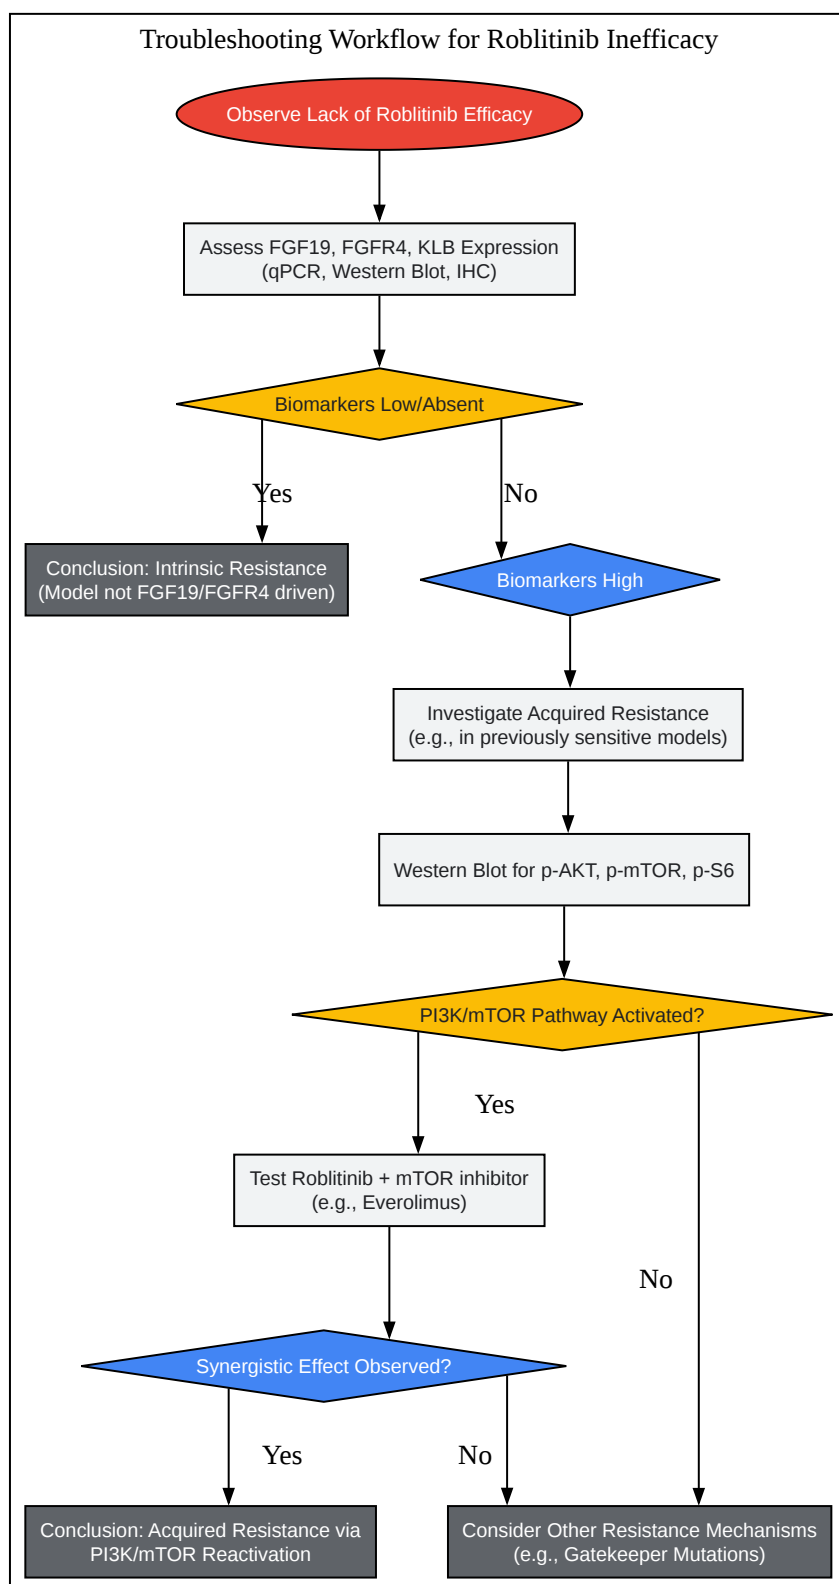 Troubleshooting Workflow for Roblitinib Inefficacy
Observe Lack of Roblitinib Efficacy
Assess FGF19, FGFR4, KLB Expression
(qPCR, Western Blot, IHC)
Biomarkers Low/Absent
Yes
No
Conclusion: Intrinsic Resistance
(Model not FGF19/FGFR4 driven)
Biomarkers High
Investigate Acquired Resistance
(e.g., in previously sensitive models)
Western Blot for p-AKT, p-mTOR, p-S6
PI3K/mTOR Pathway Activated?
Yes
Test Roblitinib + mTOR inhibitor
(e.g., Everolimus)
No
Synergistic Effect Observed?
Yes
No
Conclusion: Acquired Resistance via
PI3K/mTOR Reactivation
Consider Other Resistance Mechanisms
(e.g., Gatekeeper Mutations)